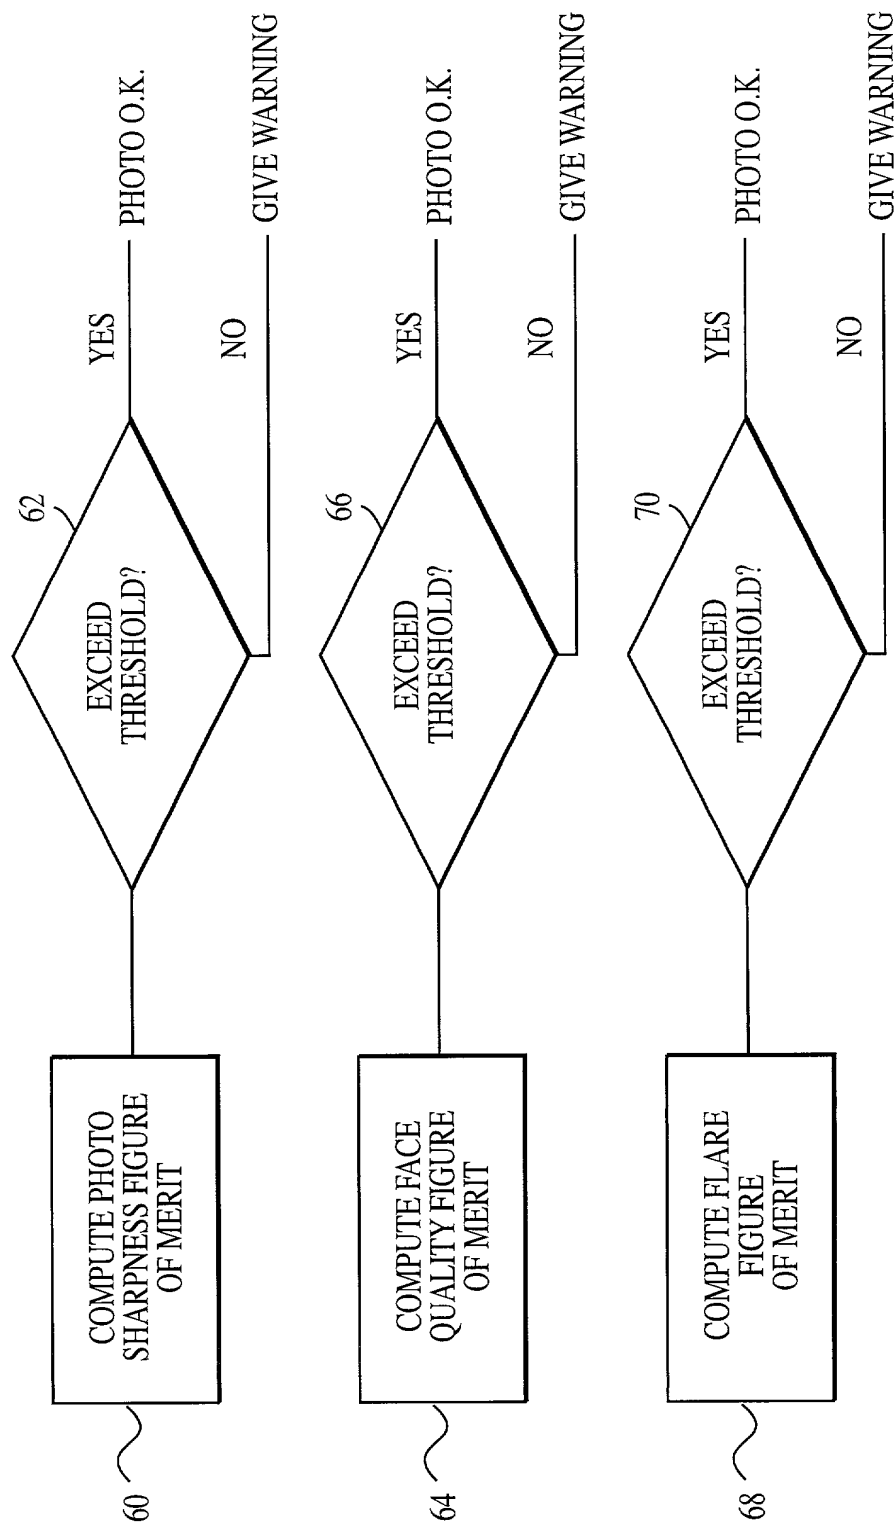 60
COMPUTE PHOTO
SHARPNESS FIGURE
OF MERIT
62
EXCEED
THRESHOLD?
YES
PHOTO O.K.
NO
GIVE WARNING
64
COMPUTE FACE
QUALITY FIGURE
OF MERIT
66
EXCEED
THRESHOLD?
YES
PHOTO O.K.
NO
GIVE WARNING
68
COMPUTE FLARE
FIGURE
OF MERIT
70
EXCEED
THRESHOLD?
YES
PHOTO O.K.
NO
GIVE WARNING